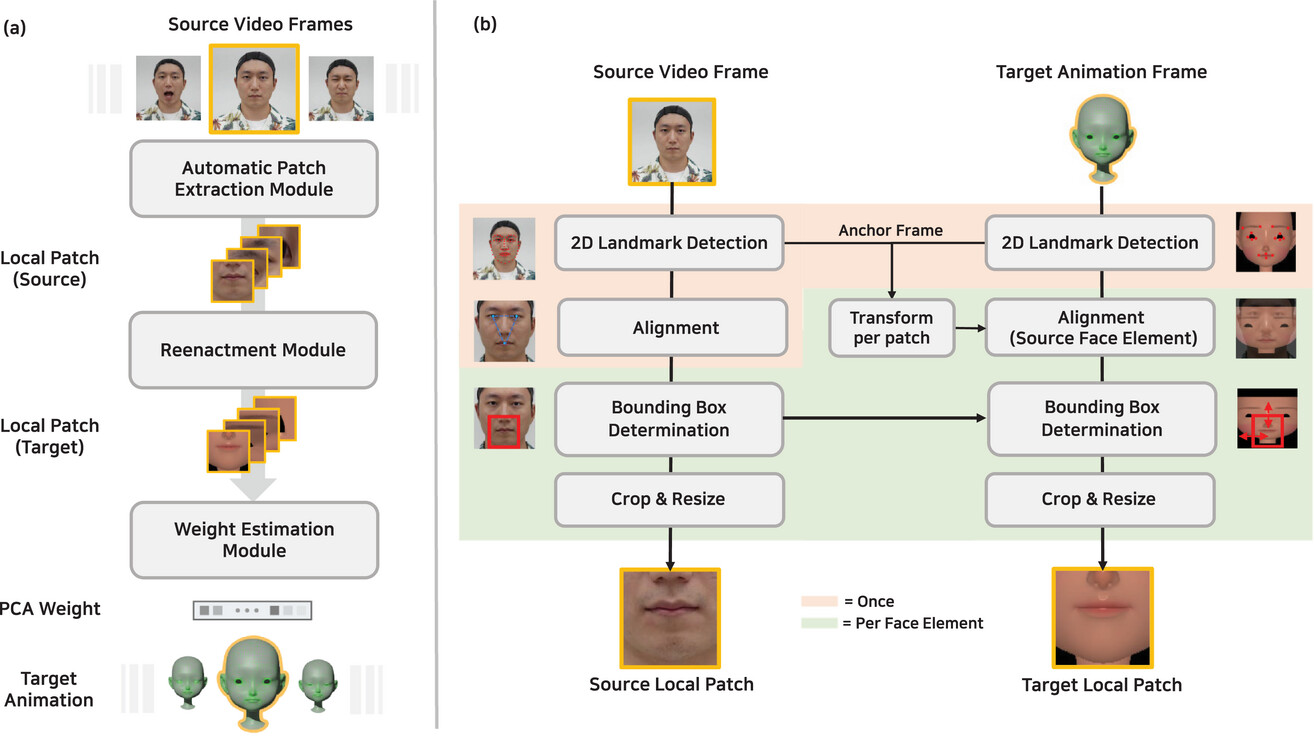 (a)
Source Video Frames
Automatic Patch
Extraction Module
Local Patch
(Source)
Reenactment Module
Local Patch
(Target)
Weight Estimation
Module
PCA Weight
Target
Animation
(b)
Source Video Frame
Target Animation Frame
2D Landmark Detection
Anchor Frame
2D Landmark Detection
Alignment
Transform
per patch
Alignment
(Source Face Element)
Bounding Box
Determination
Bounding Box
Determination
Crop & Resize
Crop & Resize
= Once
= Per Face Element
Source Local Patch
Target Local Patch